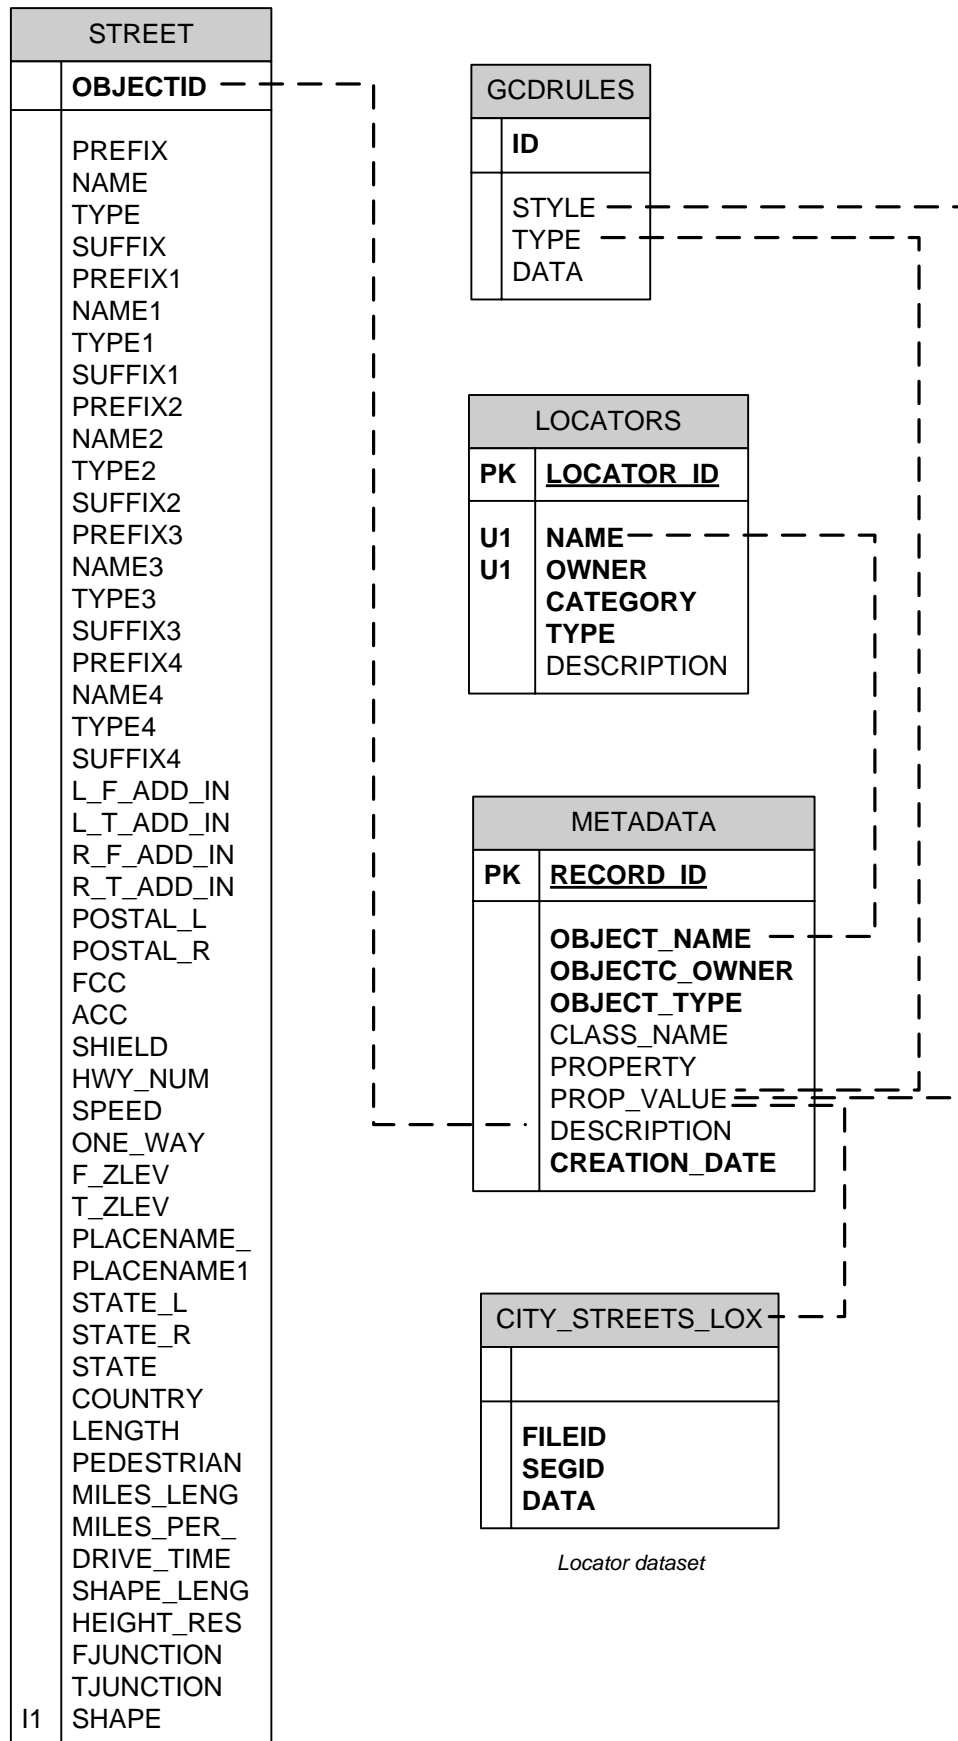 STREET
OBJECTID
PREFIX
NAME
TYPE
SUFFIX
PREFIX1
NAME1
TYPE1
SUFFIX1
PREFIX2
NAME2
TYPE2
SUFFIX2
PREFIX3
NAME3
TYPE3
SUFFIX3
PREFIX4
NAME4
TYPE4
SUFFIX4
L_F_ADD_IN
L_T_ADD_IN
R_F_ADD_IN
R_T_ADD_IN
POSTAL_L
POSTAL_R
FCC
ACC
SHIELD
HWY_NUM
SPEED
ONE_WAY
F_ZLEV
T_ZLEV
PLACENAME_
PLACENAME1
STATE_L
STATE_R
STATE
COUNTRY
LENGTH
PEDESTRIAN
MILES_LENG
MILES_PER_
DRIVE_TIME
SHAPE_LENG
HEIGHT_RES
FJUNCTION
TJUNCTION
I1 SHAPE
GCDRULES
ID
STYLE
TYPE
DATA
LOCATORS
PK LOCATOR_ID
U1 NAME
U1 OWNER
CATEGORY
TYPE
DESCRIPTION
METADATA
PK RECORD_ID
OBJECT_NAME
OBJECTC_OWNER
OBJECT_TYPE
CLASS_NAME
PROPERTY
PROP_VALUE
DESCRIPTION
CREATION_DATE
CITY_STREETS_LOX
FILEID
SEGID
DATA
Locator dataset